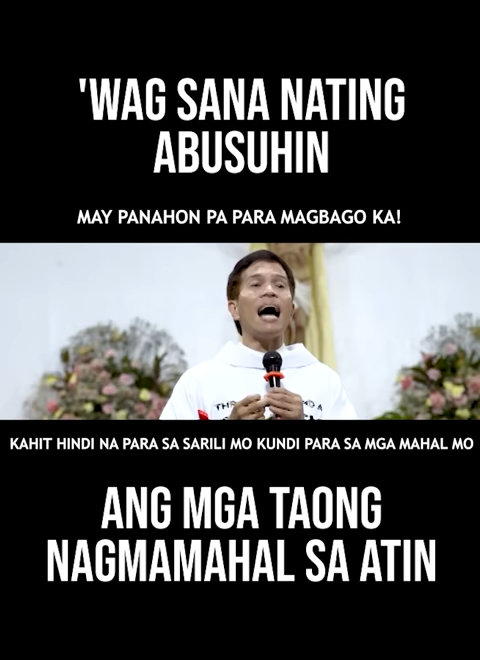 'WAG SANA NATING
ABUSUHIN
MAY PANAHON PA PARA MAGBAGO KA!
KAHIT HINDI NA PARA SA SARILI MO KUNDI PARA SA MGA MAHAL MO
ANG MGA TAONG
NAGMAMAHAL SA ATIN